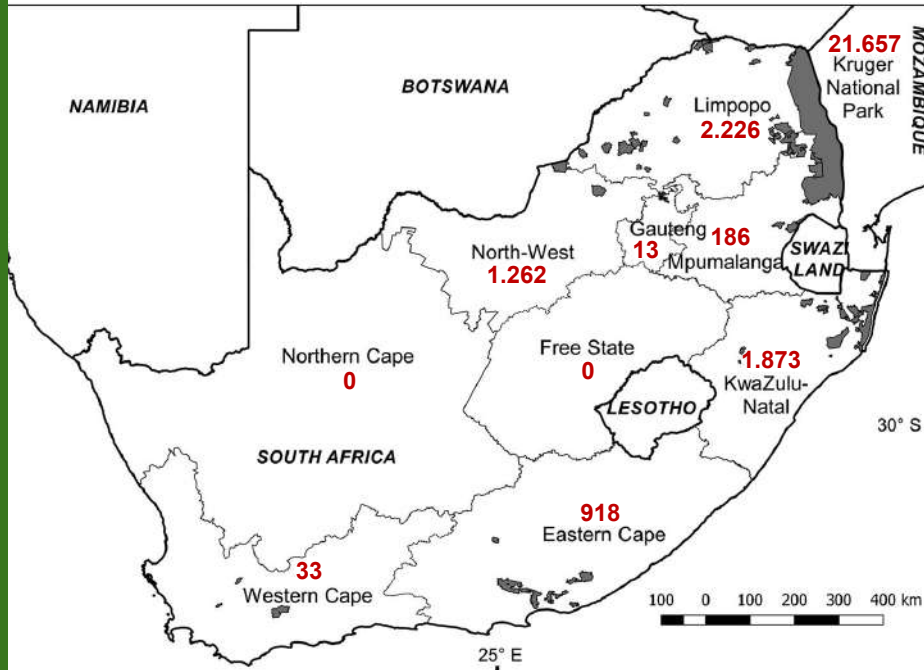 21.657
Kruger
National
Park
MOZAMBIQUE
BOTSWANA
NAMIBIA
Limpopo
2.226
Gauteng
13
186
Mpumalanga
SWAZI
LAND
North-West
1.262
Northern Cape
0
Free State
0
1.873
KwaZulu-
Natal
LESOTHO
30° S
SOUTH AFRICA
918
Eastern Cape
33
Western Cape
100 0 100 200 300 400 km
25° E